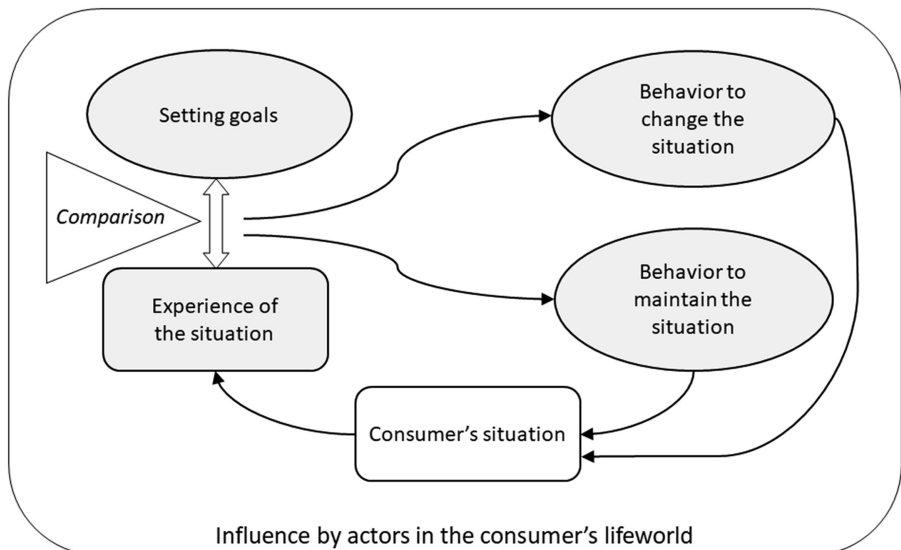 Setting goals
Behavior to
change the
situation
Comparison
Experience of
the situation
Behavior to
maintain the
situation
Consumer’s situation
Influence by actors in the consumer’s lifeworld